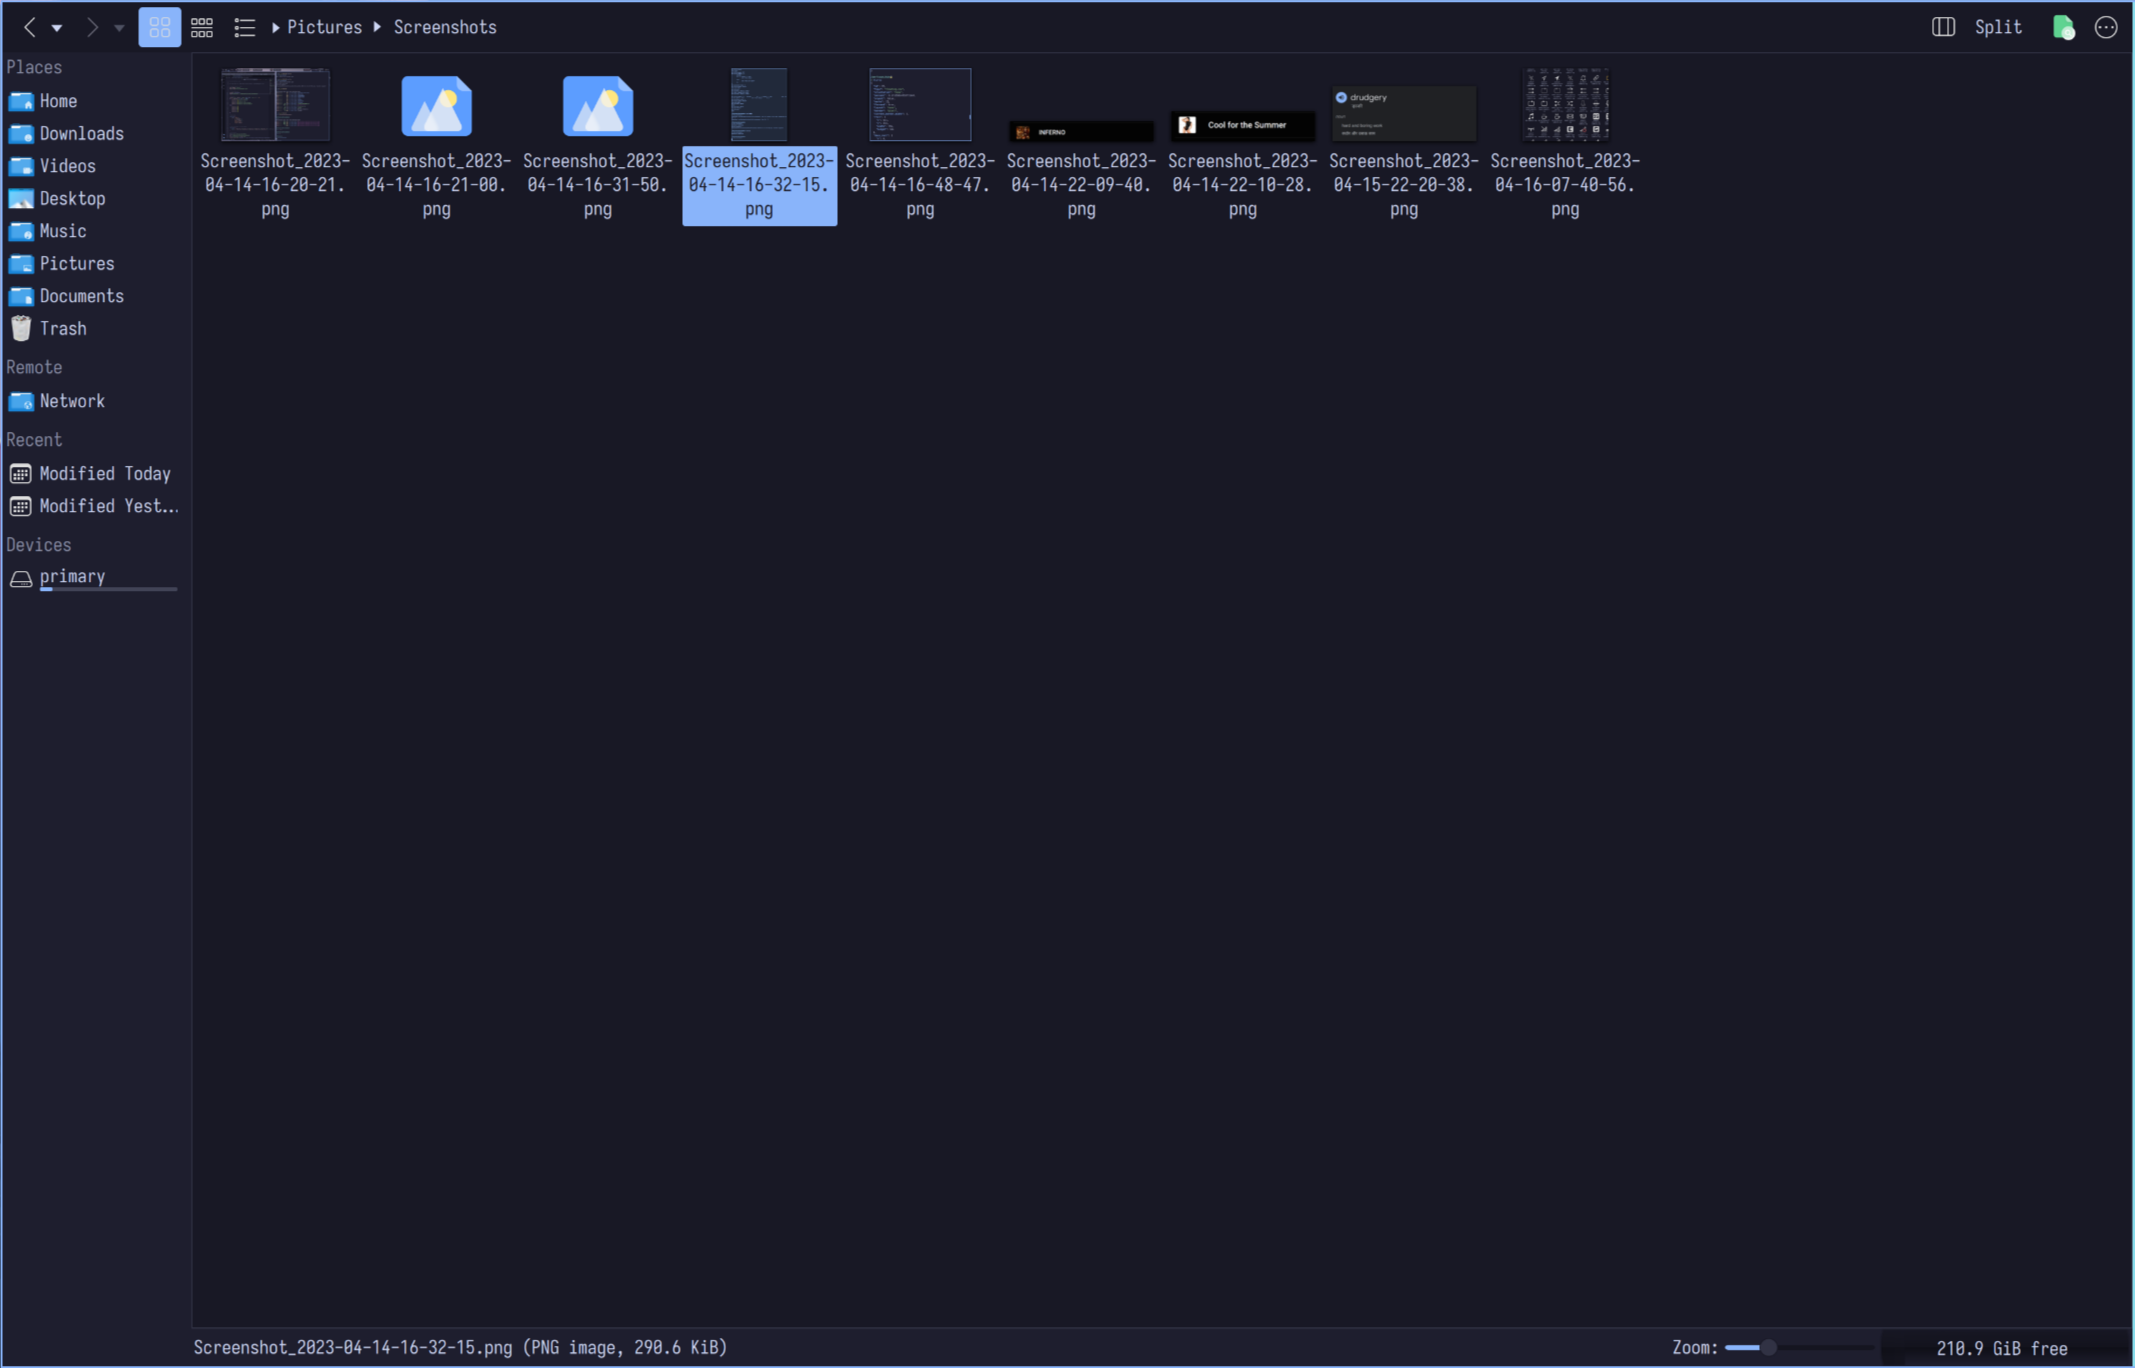 Pictures Screenshots Split
Places
Home
Downloads
Videos
Desktop
Music
Pictures
Documents
Trash
Remote
Network
Recent
Modified Today
Modified Yest...
Devices
primary
INFERNO
Cool for the Summer
drudgery
Screenshot_2023-
04-14-16-20-21.
png
Screenshot_2023-
04-14-16-21-00.
png
Screenshot_2023-
04-14-16-31-50.
png
Screenshot_2023-
04-14-16-32-15.
png
Screenshot_2023-
04-14-16-48-47.
png
Screenshot_2023-
04-14-22-09-40.
png
Screenshot_2023-
04-14-22-10-28.
png
Screenshot_2023-
04-15-22-20-38.
png
Screenshot_2023-
04-16-07-40-56.
png
Screenshot_2023-04-14-16-32-15.png (PNG image, 290.6 KiB)
Zoom:
210.9 GiB free